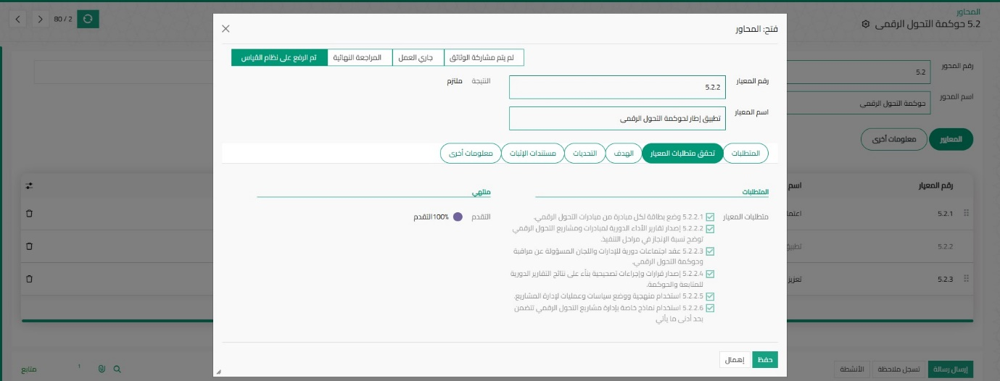 المحاور
5.2 حوكمة التحول الرقمي
80 / 2
رقم المحور
5.2
اسم المحور
حوكمة التحول الرقمي
المعايير
معلومات أخرى
رقم المعيار
اسم
5.2.1
اعتما
5.2.2
تطبيق
5.2.3
تعزيز
إرسال رسالة
تسجل ملاحظة
الأنشطة
1
متابع
فتح: المحاور
لم يتم مشاركة الوثائق
جاري العمل
المراجعة النهائية
تم الرفع على نظام القياس
رقم المعيار
5.2.2
النتيجة
ملتزم
اسم المعيار
تطبيق إطار لحوكمة التحول الرقمي
المتطلبات
تحقق متطلبات المعيار
الهدف
التحديات
مستندات الإثبات
معلومات أخرى
المتطلبات
منتهي
متطلبات المعيار
5.2.2.1 وضع بطاقة لكل مبادرة من مبادرات التحول الرقمي.
5.2.2.2 إصدار تقارير الأداء الدورية لمبادرات ومشاريع التحول الرقمي
توضح نسبة الإنجاز في مراحل التنفيذ.
5.2.2.3 عقد اجتماعات دورية للإدارات واللجان المسؤولة عن مراقبة
وحوكمة التحول الرقمي.
5.2.2.4 إصدار قرارات وإجراءات تصحيحية بناًء على نتائج التقارير الدورية
للمتابعة والحوكمة.
5.2.2.5 استخدام منهجية ووضع سياسات وعمليات لإدارة المشاريع.
5.2.2.6 استخدام نماذج خاصة بإدارة مشاريع التحول الرقمي تتضمن
بحد أدنى ما يأتي
التقدم
100%التقدم
حفظ
إهمال